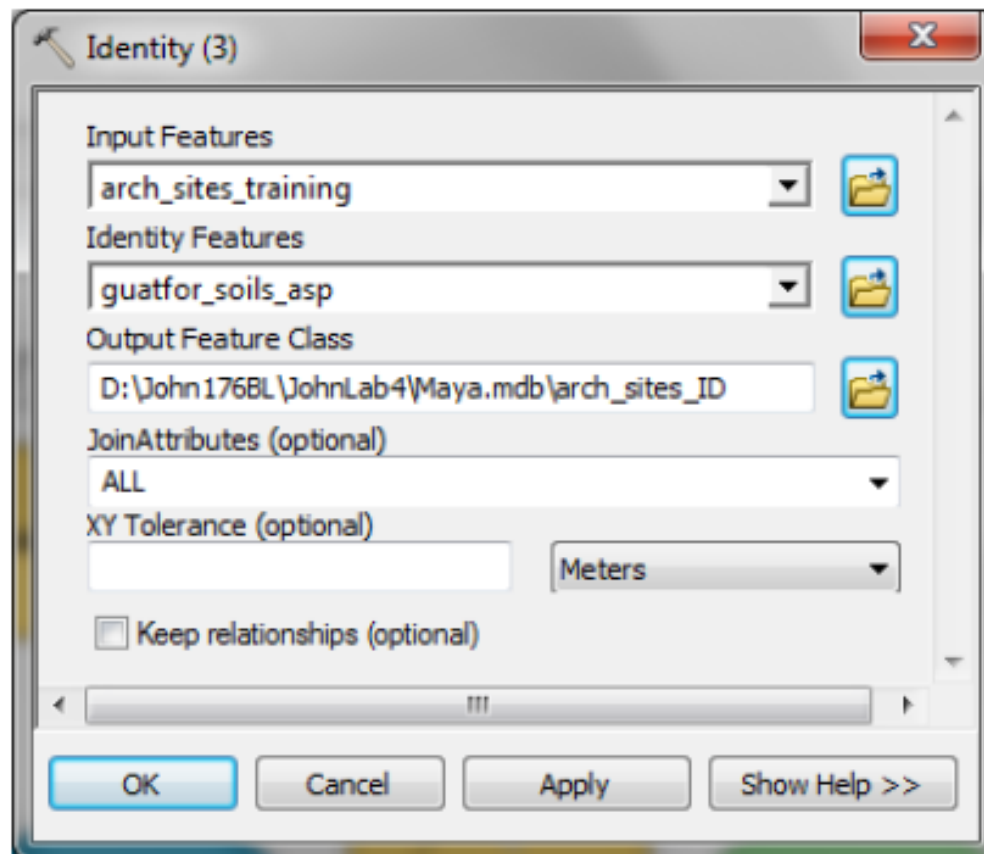 Identity (3)
Input Features
arch_sites_training
Identity Features
guatfor_soils_asp
Output Feature Class
D:\John176BL\JohnLab4\Maya.mdb\arch_sites_ID
JoinAttributes (optional)
ALL
XY Tolerance (optional)
Meters
Keep relationships (optional)
OK Cancel Apply Show Help >>